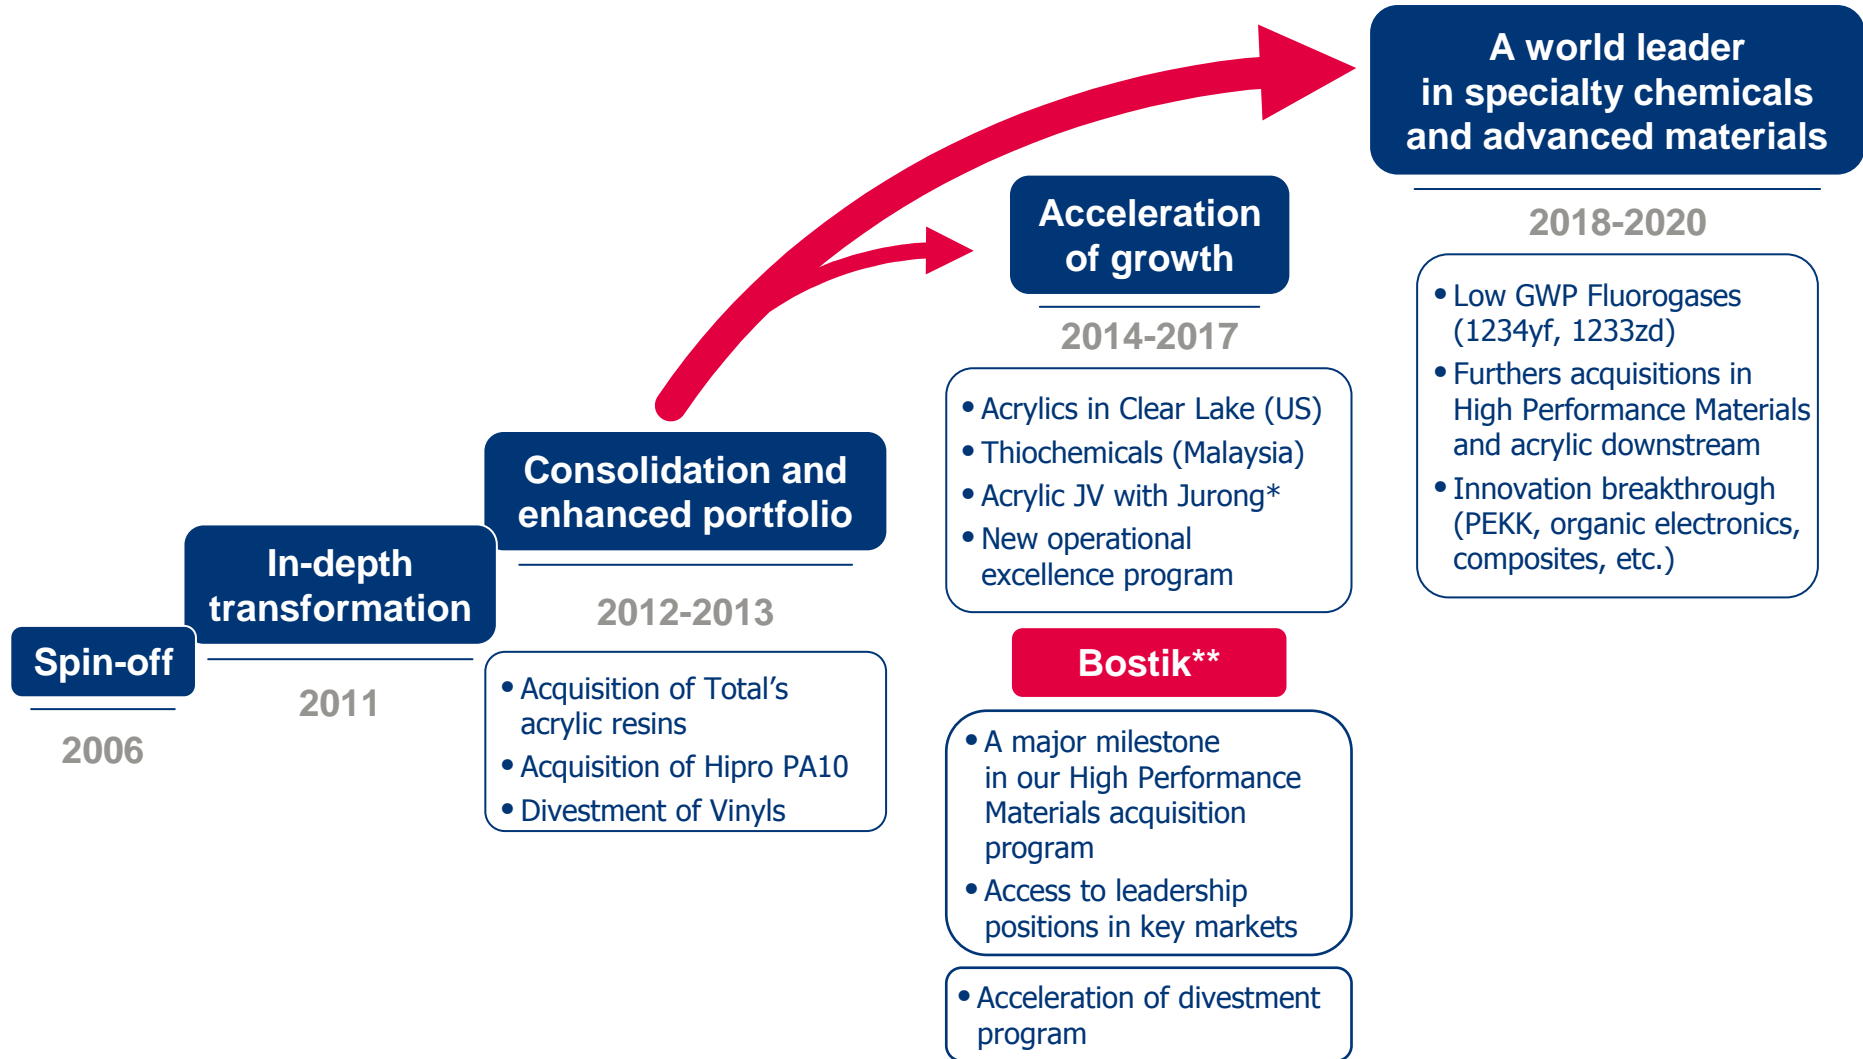 Spin-off
2006
In-depth
transformation
2011
Consolidation and
enhanced portfolio
2012-2013
• Acquisition of Total’s
acrylic resins
• Acquisition of Hipro PA10
• Divestment of Vinyls
Acceleration
of growth
2014-2017
• Acrylics in Clear Lake (US)
• Thiochemicals (Malaysia)
• Acrylic JV with Jurong*
• New operational
excellence program
Bostik**
• A major milestone
in our High Performance
Materials acquisition
program
• Access to leadership
positions in key markets
• Acceleration of divestment
program
A world leader
in specialty chemicals
and advanced materials
2018-2020
• Low GWP Fluorogases
(1234yf, 1233zd)
• Furthers acquisitions in
High Performance Materials
and acrylic downstream
• Innovation breakthrough
(PEKK, organic electronics,
composites, etc.)